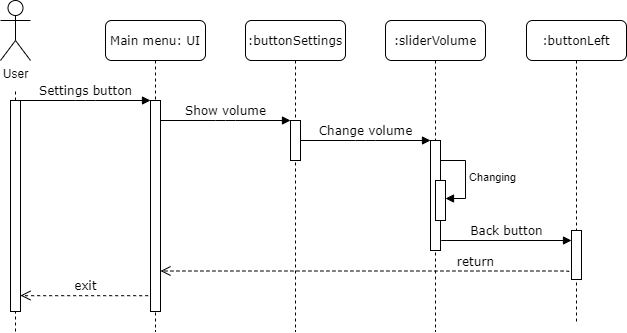 User
Main menu: UI
:buttonSettings
:sliderVolume
:buttonLeft
Settings button
Show volume
Change volume
Changing
Back button
return
exit